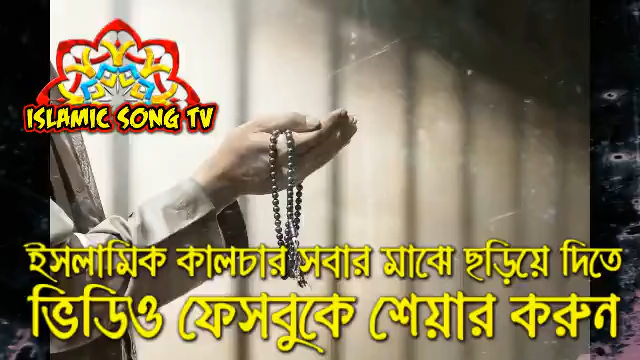 ISLAMIC SONG TV
ইসলামিক কালচার সবার মাঝে ছড়িয়ে দিতে
ভিডিও ফেসবুকে শেয়ার করুন